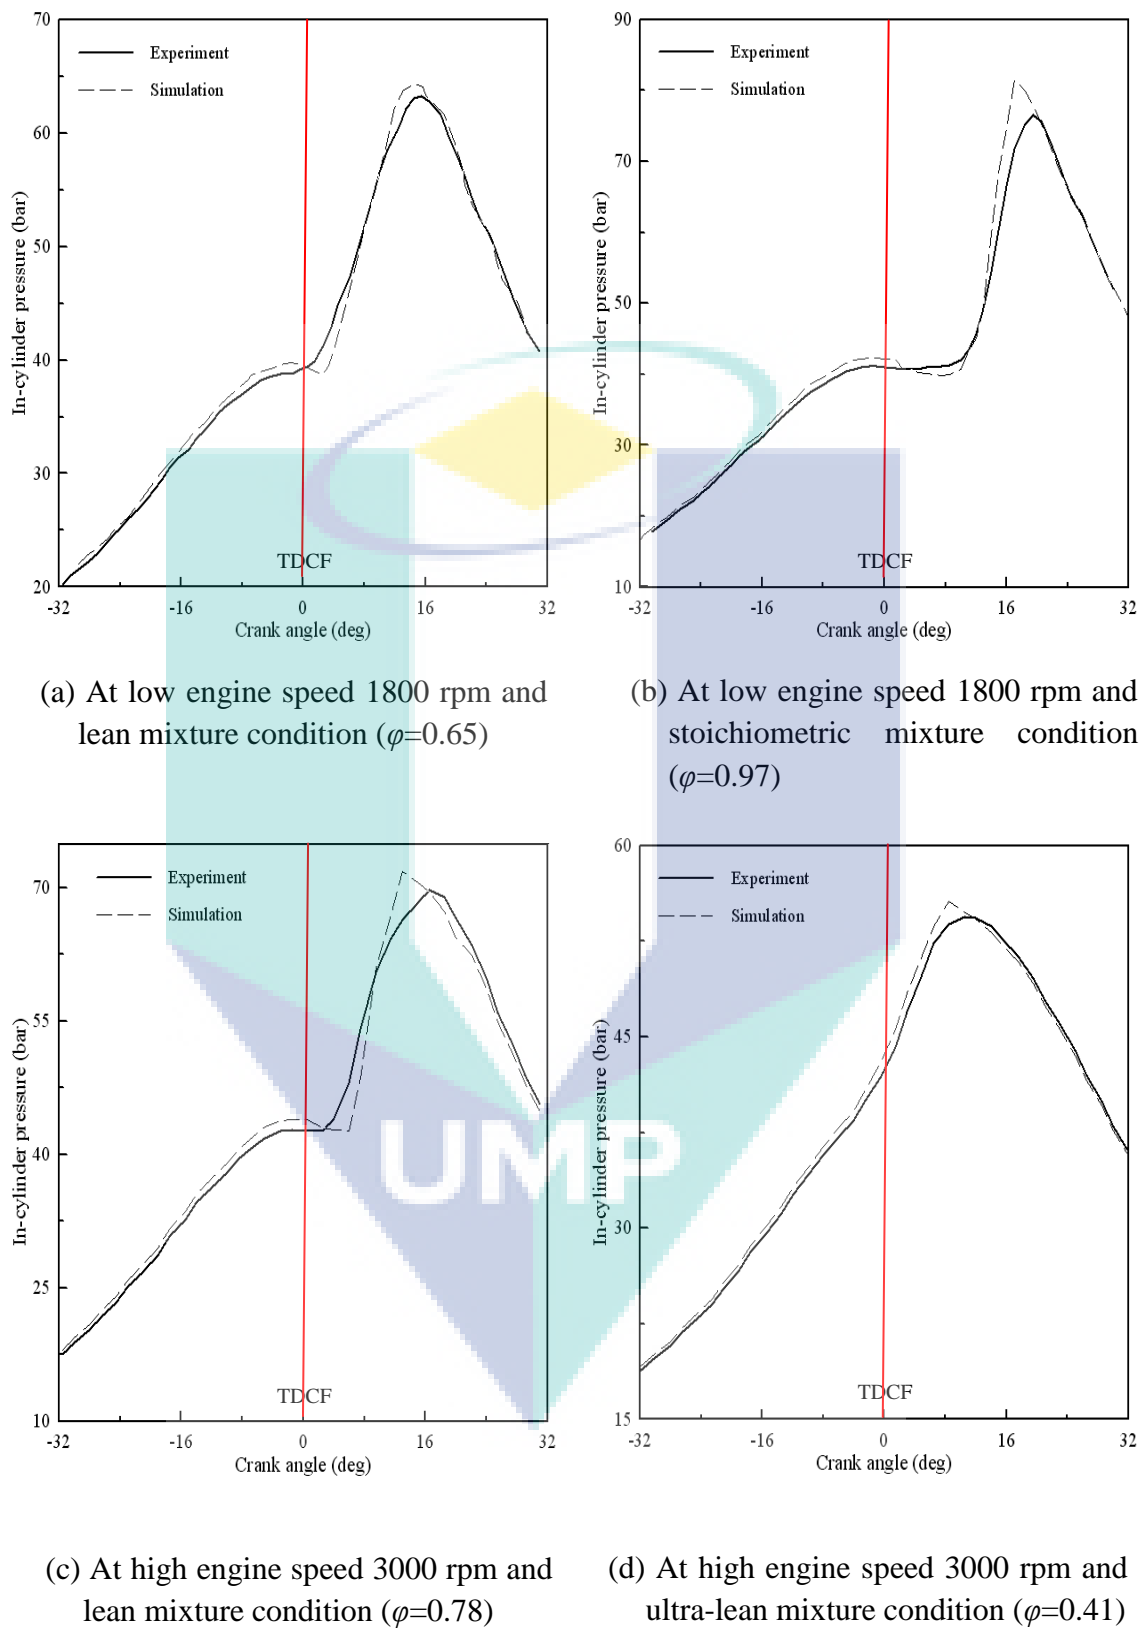 70
60
50
40
30
20
In-cylinder pressure (bar)
Experiment
Simulation
TDCF
-32 -16 0 16 32
Crank angle (deg)
90
70
50
30
10
In-cylinder pressure (bar)
Experiment
Simulation
TDCF
-32 -16 0 16 32
Crank angle (deg)
(a) At low engine speed 1800 rpm and
lean mixture condition (φ=0.65)
(b) At low engine speed 1800 rpm and
stoichiometric mixture condition
(φ=0.97)
70
55
40
25
10
In-cylinder pressure (bar)
Experiment
Simulation
TDCF
-32 -16 0 16 32
Crank angle (deg)
60
45
30
15
In-cylinder pressure (bar)
Experiment
Simulation
TDCF
-32 -16 0 16 32
Crank angle (deg)
UMP
(c) At high engine speed 3000 rpm and
lean mixture condition (φ=0.78)
(d) At high engine speed 3000 rpm and
ultra-lean mixture condition (φ=0.41)